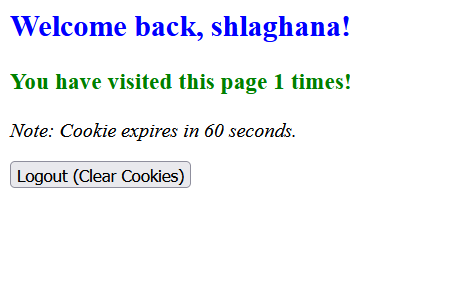 Welcome back, shlaghana!
You have visited this page 1 times!
Note: Cookie expires in 60 seconds.
Logout (Clear Cookies)